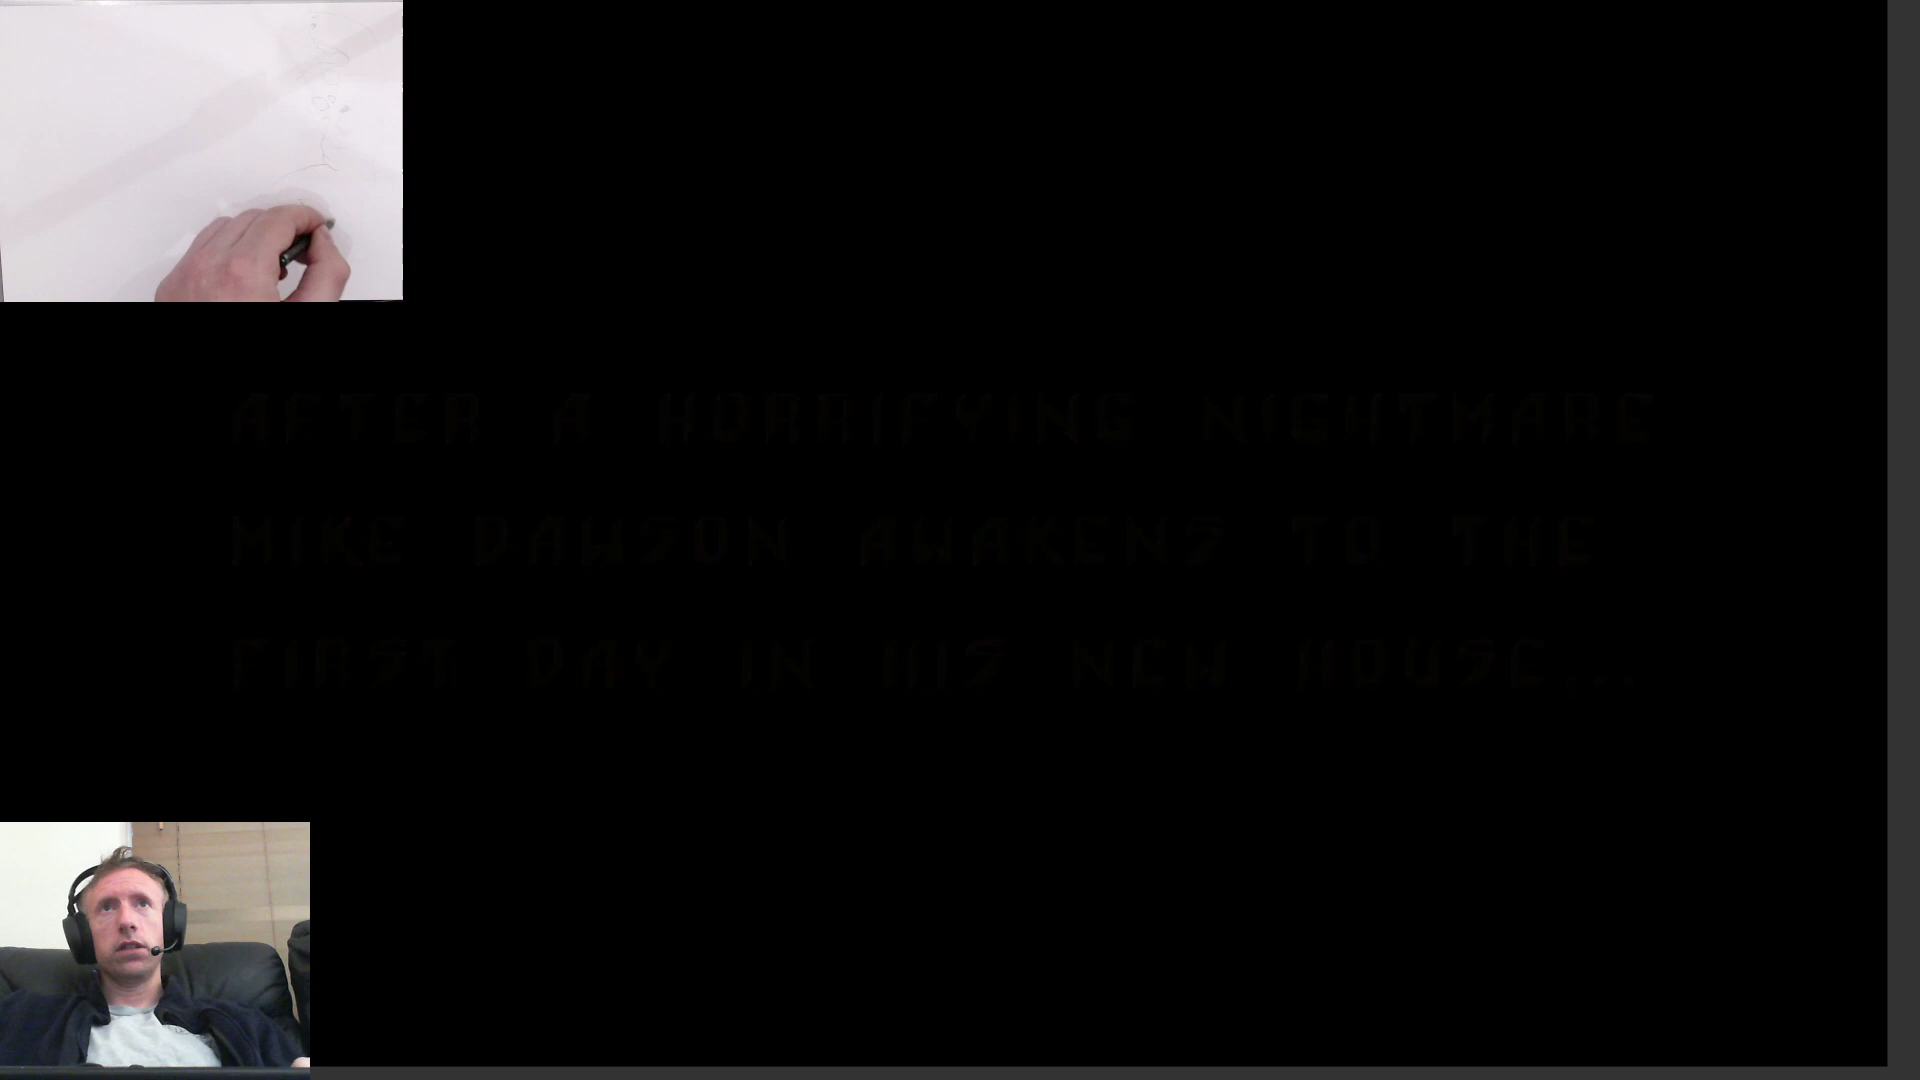 AFTER A HORRIFYING NIGHTMARE
MIKE DAWSON AWAKENS TO THE
FIRST DAY IN HIS NEW HOUSE...